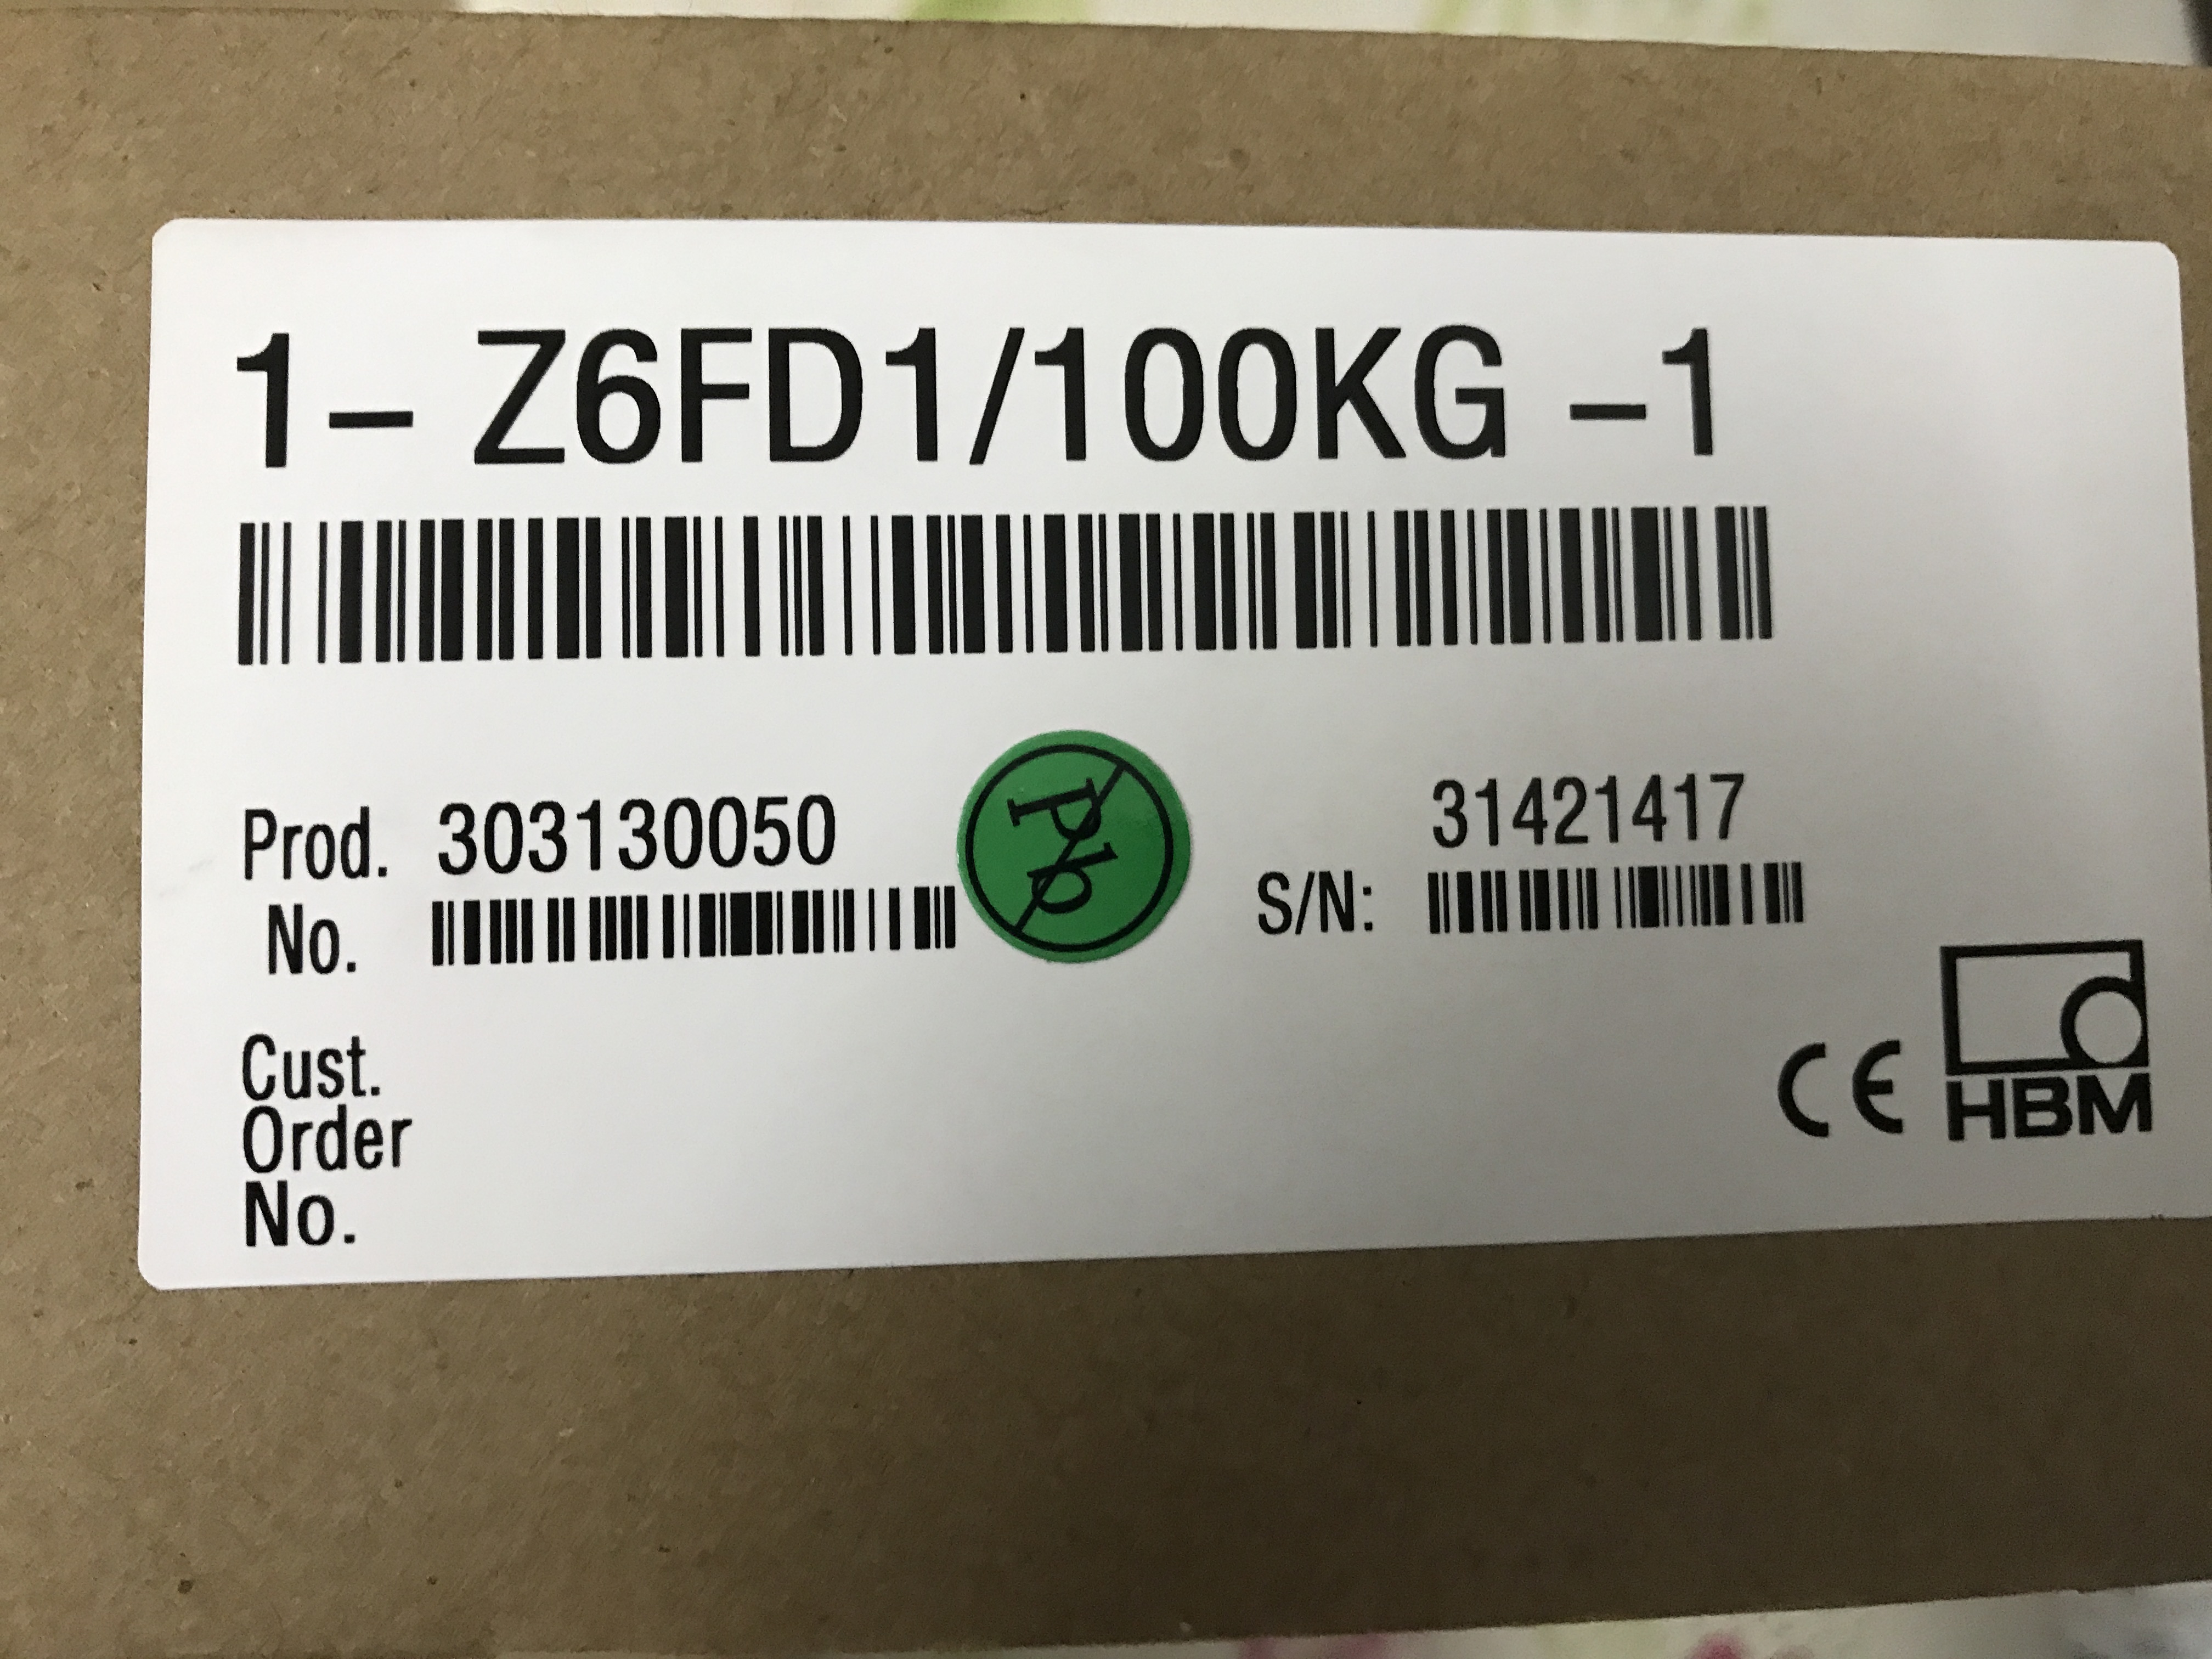 1- Z6FD1/100KG -1
Prod. No. 303130050
Pb
S/N: 31421417
Cust.
Order
No.
CE
HBM